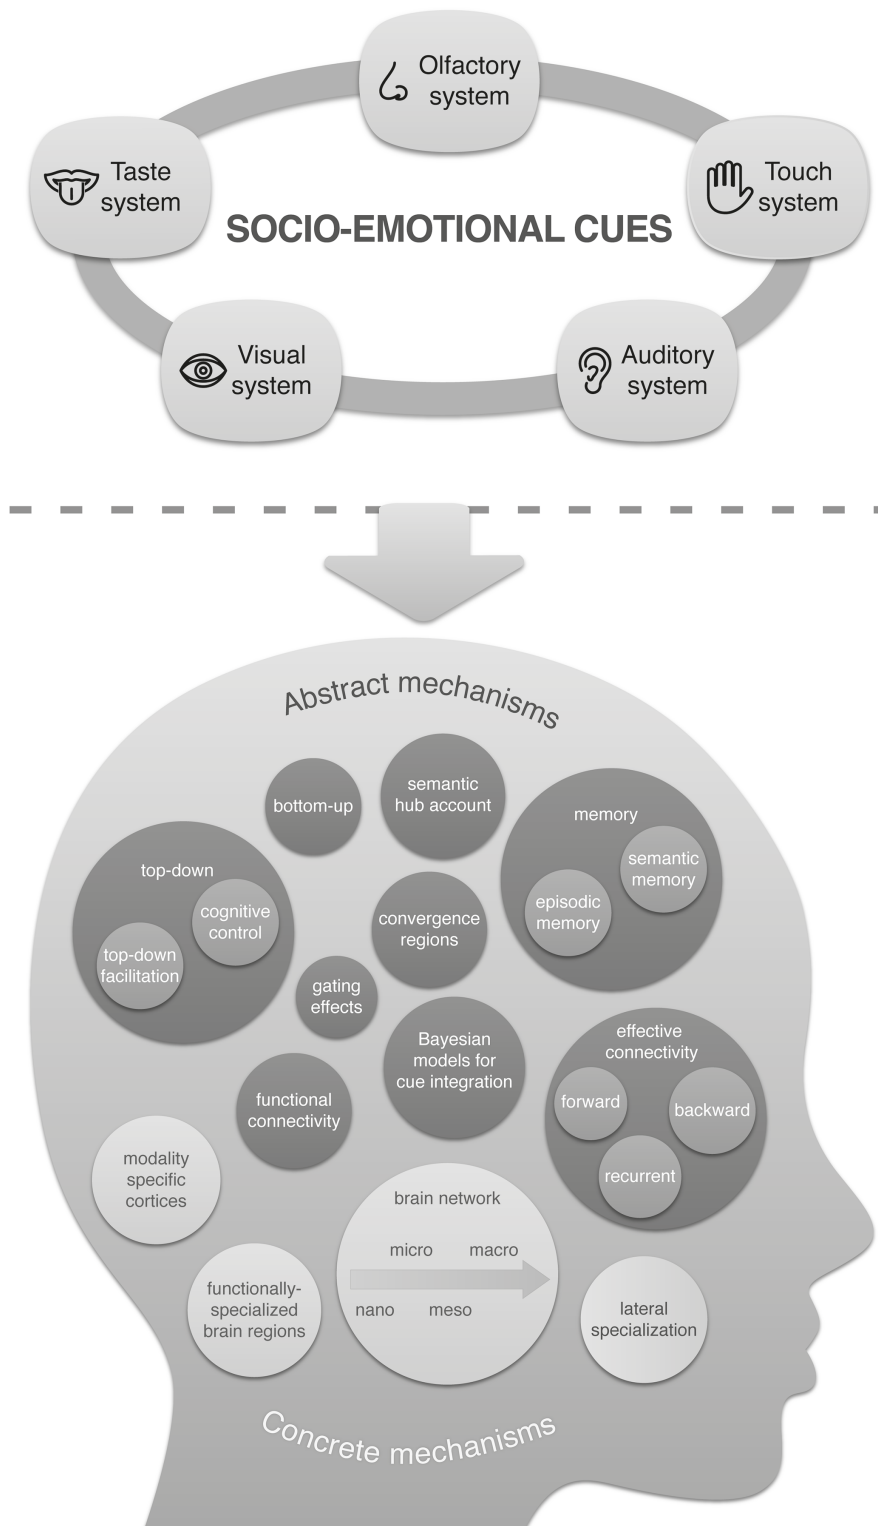 Olfactory
system
Taste
system
Touch
system
SOCIO-EMOTIONAL CUES
Visual
system
Auditory
system
Abstract mechanisms
bottom-up
semantic
hub account
memory
semantic
memory
episodic
memory
top-down
cognitive
control
top-down
facilitation
convergence
regions
gating
effects
Bayesian
models for
cue integration
effective
connectivity
forward
backward
recurrent
functional
connectivity
modality
specific
cortices
brain network
micro
macro
nano
meso
functionally-
specialized
brain regions
lateral
specialization
Concrete mechanisms